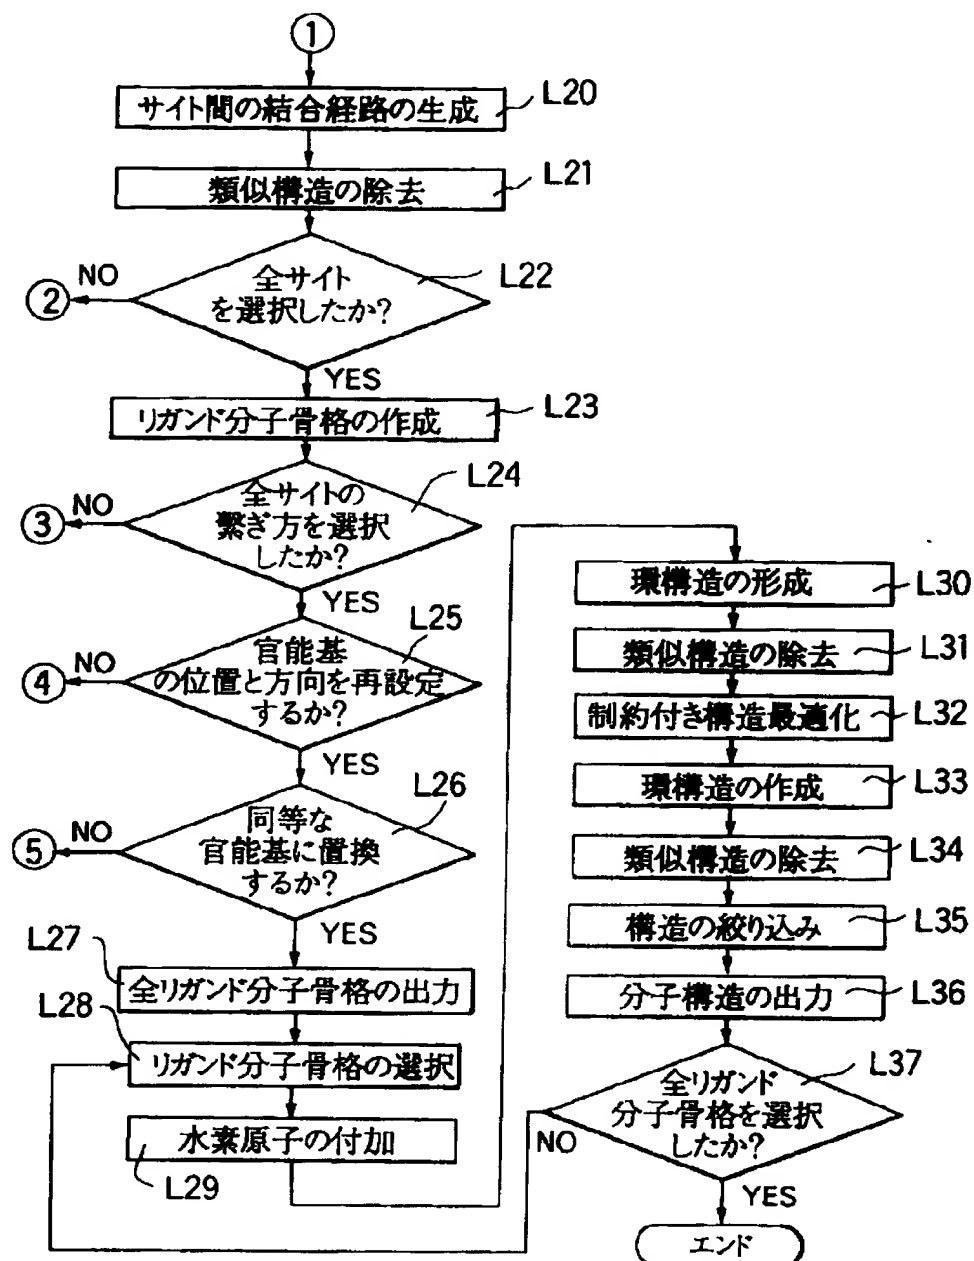 ①
サイト間の結合経路の生成
L20
類似構造の除去
L21
全サイト
を選択したか?
L22
NO
②
YES
リガンド分子骨格の作成
L23
全サイトの
繋ぎ方を選択
したか?
L24
NO
③
YES
官能基
の位置と方向を再設定
するか?
L25
NO
④
YES
同等な
官能基に置換
するか?
L26
NO
⑤
YES
L27
全リガンド分子骨格の出力
L28
リガンド分子骨格の選択
水素原子の付加
L29
環構造の形成
L30
類似構造の除去
L31
制約付き構造最適化
L32
環構造の作成
L33
類似構造の除去
L34
構造の絞り込み
L35
分子構造の出力
L36
全リガンド
分子骨格を選択
したか?
L37
NO
YES
エンド